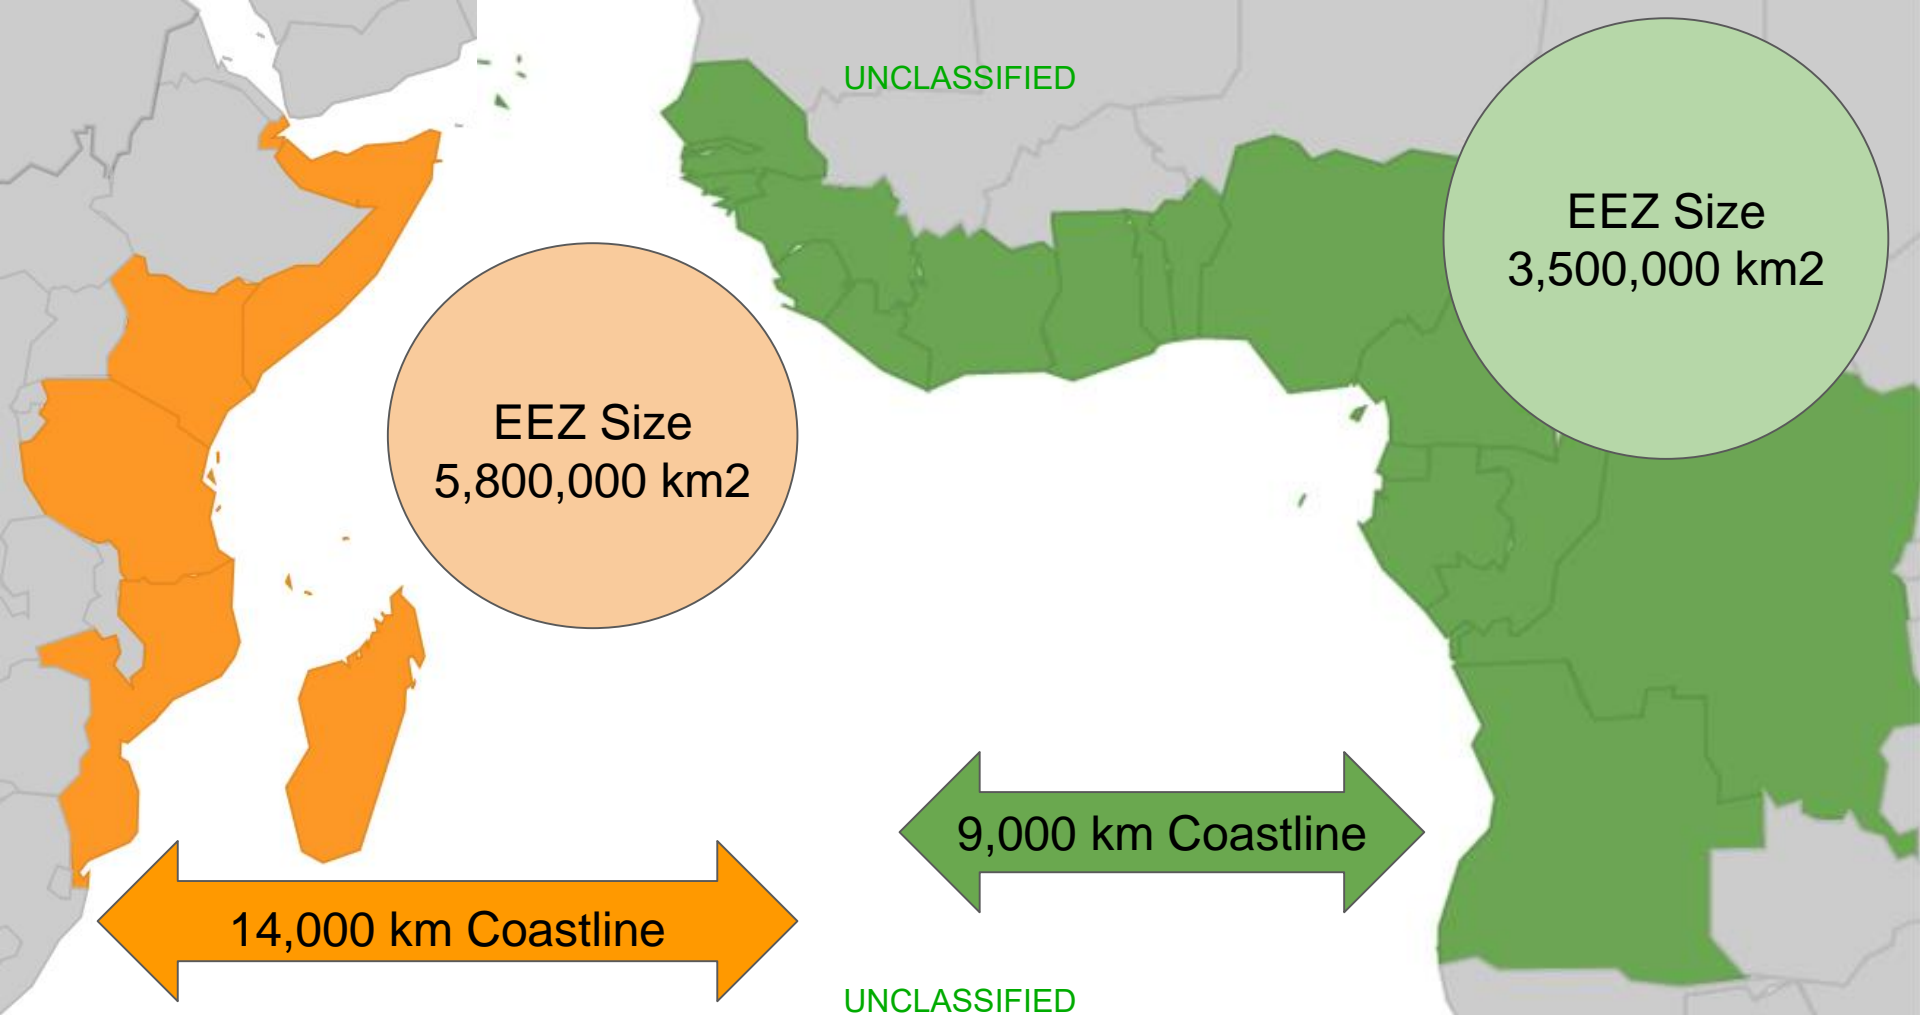 UNCLASSIFIED
EEZ Size
3,500,000 km2
EEZ Size
5,800,000 km2
9,000 km Coastline
14,000 km Coastline
UNCLASSIFIED